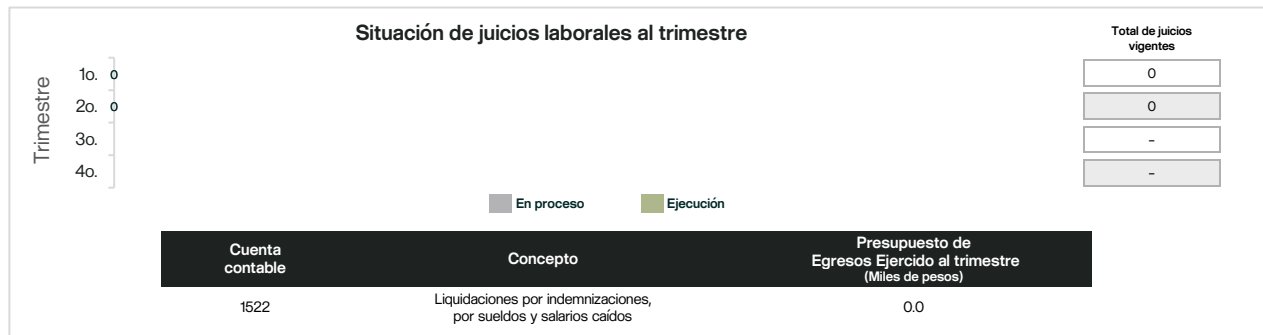 Situación de juicios laborales al trimestre
Total de juicios
vigentes
Trimestre
1o. 0 0
2o. 0 0
3o. -
4o. -
En proceso Ejecución
Cuenta
contable
Concepto
Presupuesto de
Egresos Ejercido al trimestre
(Miles de pesos)
1522
Liquidaciones por indemnizaciones,
por sueldos y salarios caídos
0.0